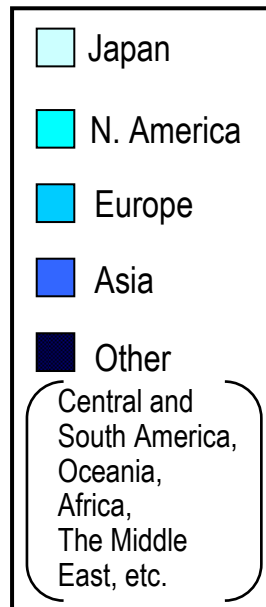 Japan
N. America
Europe
Asia
Other
Central and
South America,
Oceania,
Africa,
The Middle
East, etc.